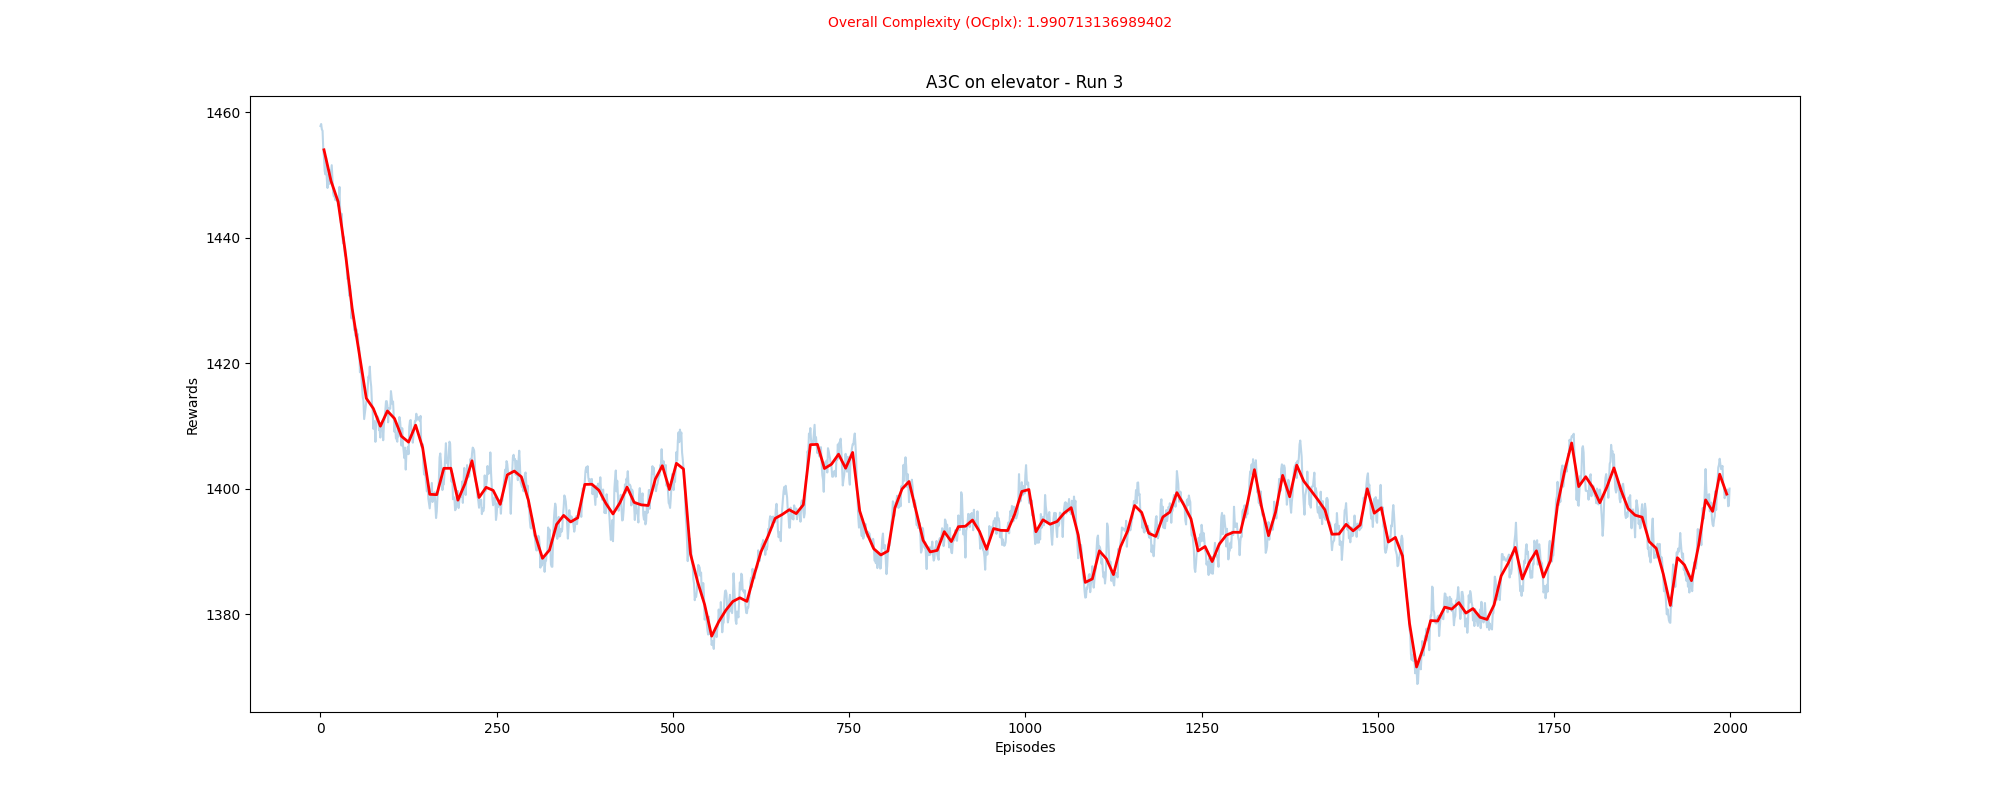 Overall Complexity (OCplx): 1.990713136989402
A3C on elevator - Run 3
1460
1440
1420
1400
1380
Rewards
0 250 500 750 1000 1250 1500 1750 2000
Episodes